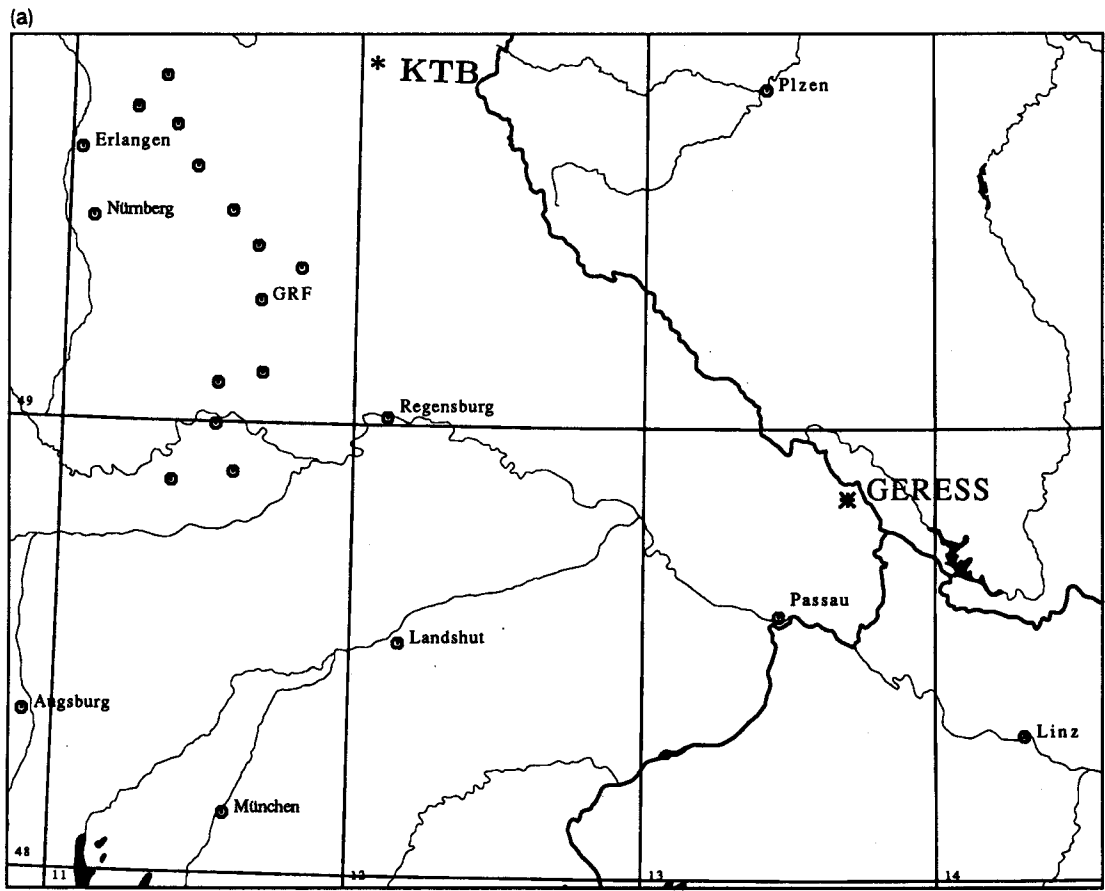 (a)
* KTB
Plzen
Erlangen
Nürnberg
GRF
49
Regensburg
GERESS
Passau
Landshut
Augsburg
Linz
München
48
11
12
13
14